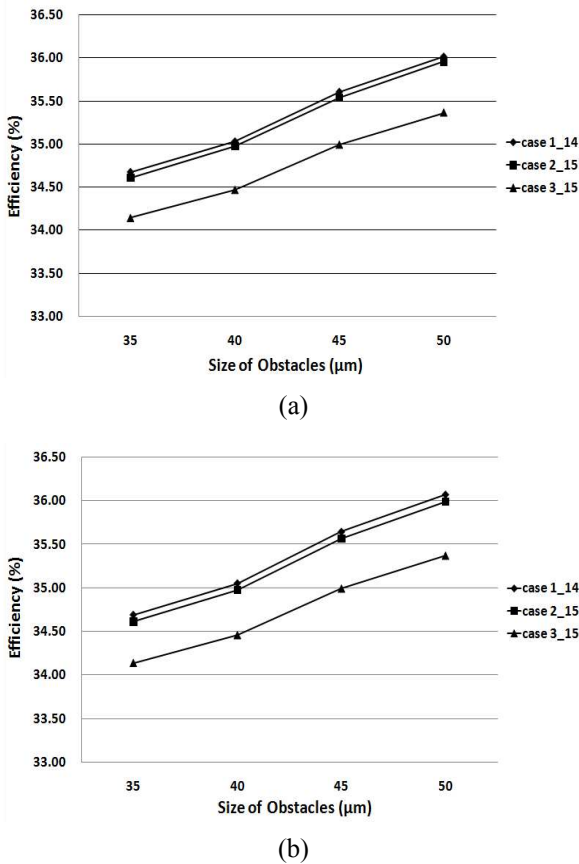 36.50
36.00
35.50
35.00
34.50
34.00
33.50
33.00
Efficiency (%)
35 40 45 50
Size of Obstacles (μm)
case 1_14
case 2_15
case 3_15
(a)
36.50
36.00
35.50
35.00
34.50
34.00
33.50
33.00
Efficiency (%)
35 40 45 50
Size of Obstacles (μm)
case 1_14
case 2_15
case 3_15
(b)